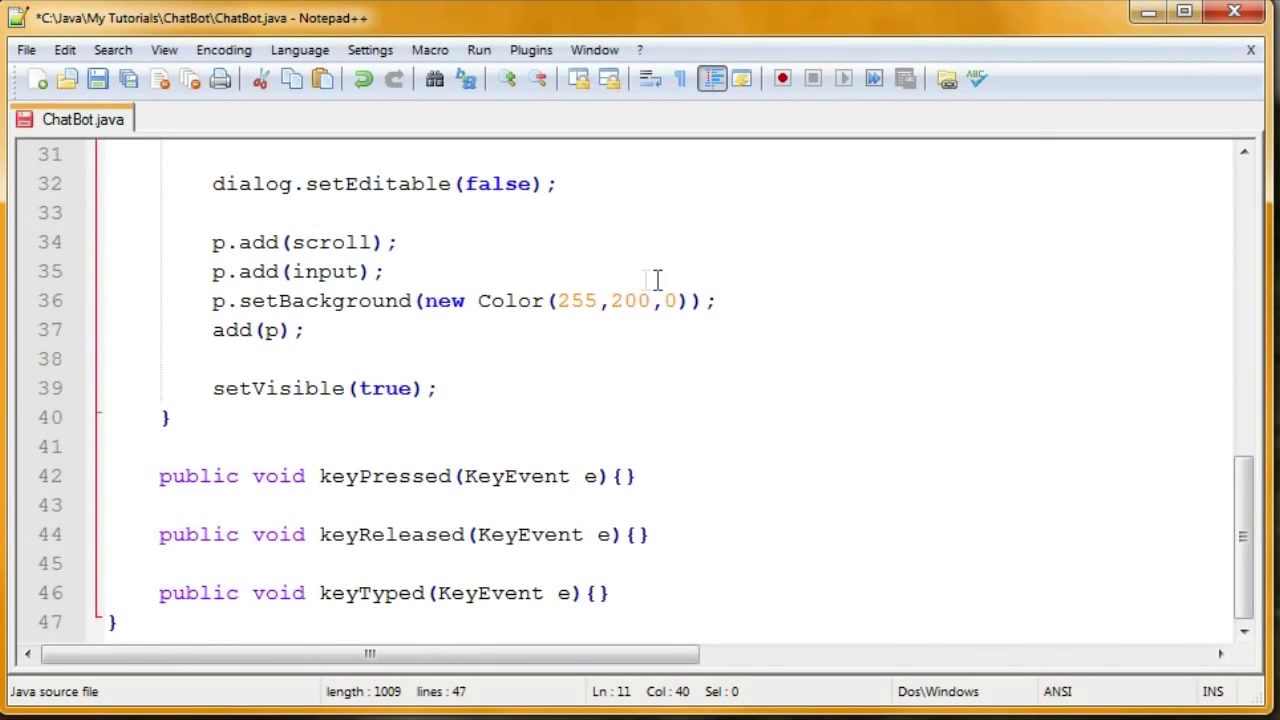 *C:\Java\My Tutorials\ChatBot\ChatBot.java - Notepad++
File Edit Search View Encoding Language Settings Macro Run Plugins Window ? X
ABC
ChatBot.java
31
32 dialog.setEditable(false);
33
34 p.add(scroll);
35 p.add(input);
36 p.setBackground(new Color(255,200,0));
37 add(p);
38
39 setVisible(true);
40 }
41
42 public void keyPressed(KeyEvent e){}
43
44 public void keyReleased(KeyEvent e){}
45
46 public void keyTyped(KeyEvent e){}
47 }
Java source file length : 1009 lines : 47 Ln : 11 Col : 40 Sel : 0 Dos\Windows ANSI INS